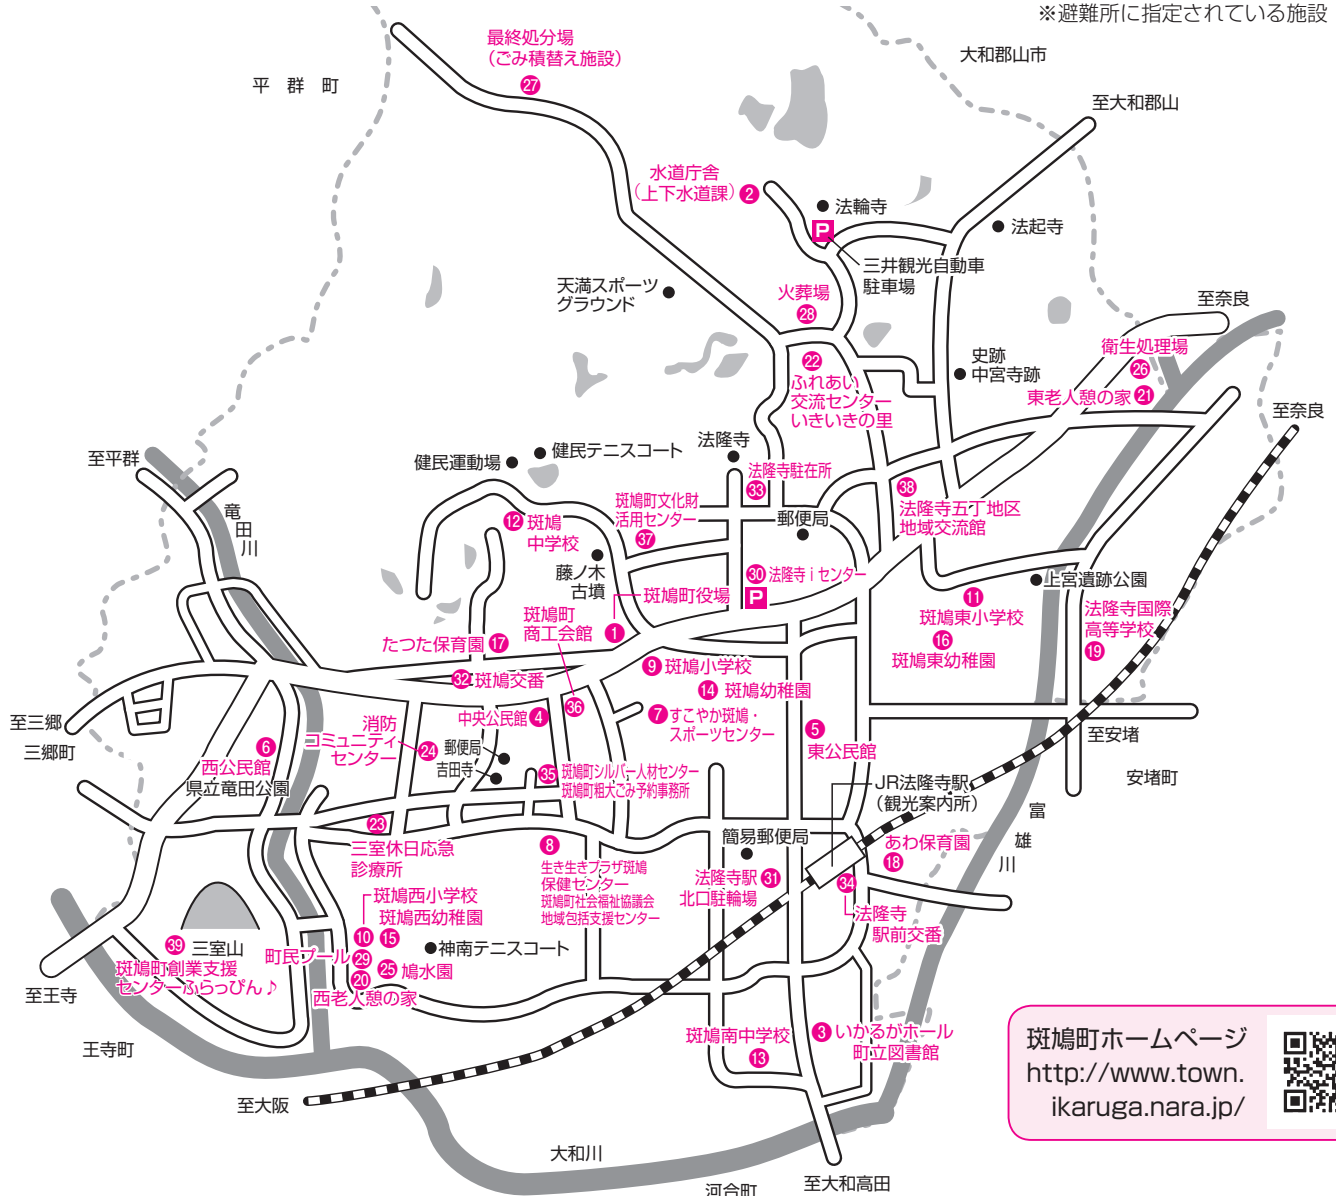 ※避難所に指定されている施設
最終処分場
（ごみ積替え施設）
㉗
平 群 町
大和郡山市
至大和郡山
水道庁舎
（上下水道課）❷
法輪寺
P
法起寺
三井観光自動車
駐車場
天満スポーツ
グラウンド
火葬場
㉘
至奈良
衛生処理場
㉖
史跡
中宮寺跡
㉒
ふれあい
交流センター
いきいきの里
東老人憩の家㉑
至奈良
至平群
健民運動場
健民テニスコート
法隆寺
法隆寺駐在所
㉝
竜
田
川
⑫斑鳩
中学校
斑鳩町文化財
活用センター
㊲
郵便局
㊳
法隆寺五丁地区
地域交流館
藤ノ木
古墳
㉚法隆寺ｉセンター
P
上宮遺跡公園
斑鳩町役場
①
斑鳩町
商工会館
⑪
斑鳩東小学校
⑯
斑鳩東幼稚園
法隆寺国際
高等学校
⑲
たつた保育園⑰
⑨斑鳩小学校
㉜斑鳩交番
⑭斑鳩幼稚園
㊱
中央公民館④
⑦すこやか斑鳩・
スポーツセンター
至三郷
三郷町
消防
コミュニティ
センター
㉔
郵便局
吉田寺
⑤
東公民館
⑥
西公民館
県立竜田公園
至安堵
安堵町
㉟斑鳩町シルバー人材センター
斑鳩町粗大ごみ予約事務所
JR法隆寺駅
（観光案内所）
富
雄
川
㉓
三室休日応急
診療所
⑧
生き生きプラザ斑鳩
保健センター
斑鳩町社会福祉協議会
地域包括支援センター
簡易郵便局
あわ保育園
⑱
法隆寺駅
北口駐輪場
㉛
㉞
法隆寺
駅前交番
斑鳩西小学校
斑鳩西幼稚園
⑩ ⑮
神南テニスコート
㊴三室山
斑鳩町創業支援
センターふらっぴん♪
町民プール㉙
㉕鳩水園
⑳
西老人憩の家
至王寺
王寺町
斑鳩南中学校
⑬
③いかるがホール
町立図書館
至大阪
大和川
河合町
至大和高田
斑鳩町ホームページ
http://www.town.
ikaruga.nara.jp/